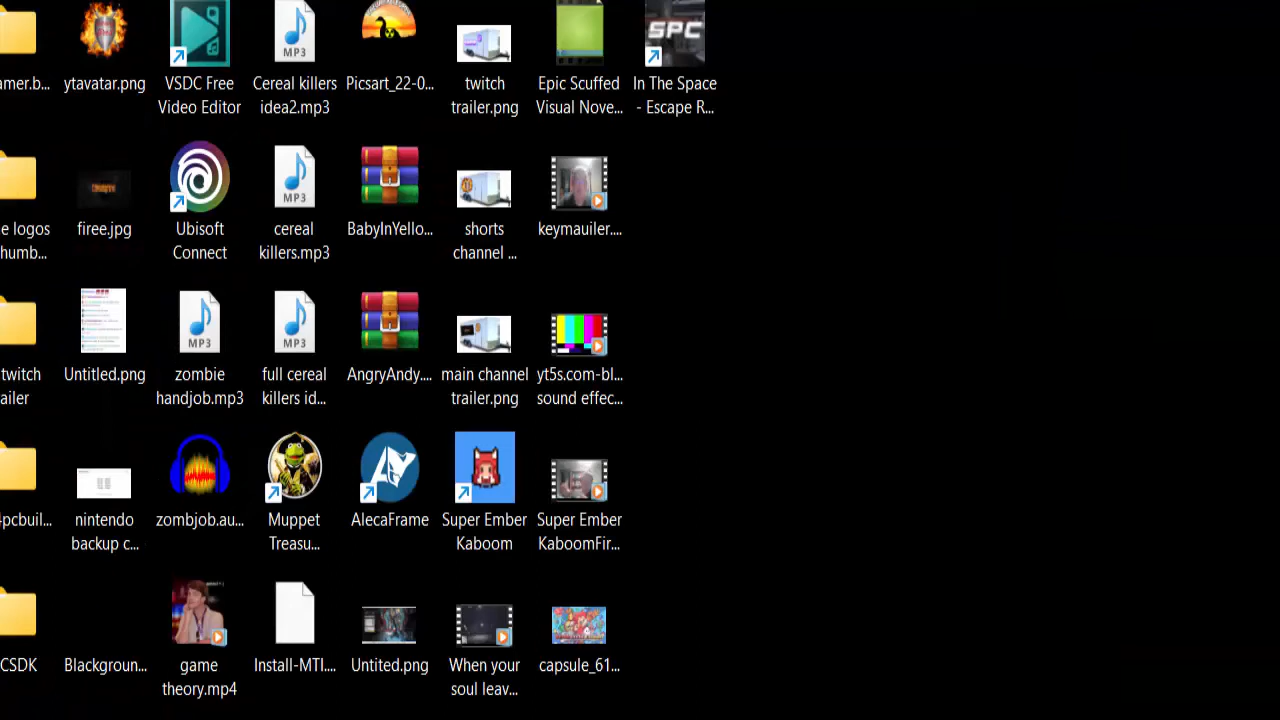 amer.b...
ytavatar.png
VSDC Free
Video Editor
Cereal killers
idea2.mp3
Picsart_22-0...
twitch
trailer.png
Epic Scuffed
Visual Nove...
SPC
In The Space
- Escape R...
e logos
humb...
firee.jpg
Ubisoft
Connect
MP3
cereal
killers.mp3
BabyInYello...
shorts
channel ...
keymauiler....
twitch
ailer
Untitled.png
MP3
zombie
handjob.mp3
MP3
full cereal
killers id...
AngryAndy....
main channel
trailer.png
yt5s.com-bl...
sound effec...
4pcbuil...
nintendo
backup c...
zombjob.au...
Muppet
Treasu...
AlecaFrame
Super Ember
Kaboom
Super Ember
KaboomFir...
CSDK
Blackgroun...
game
theory.mp4
Install-MTI....
Untited.png
When your
soul leav...
capsule_61...